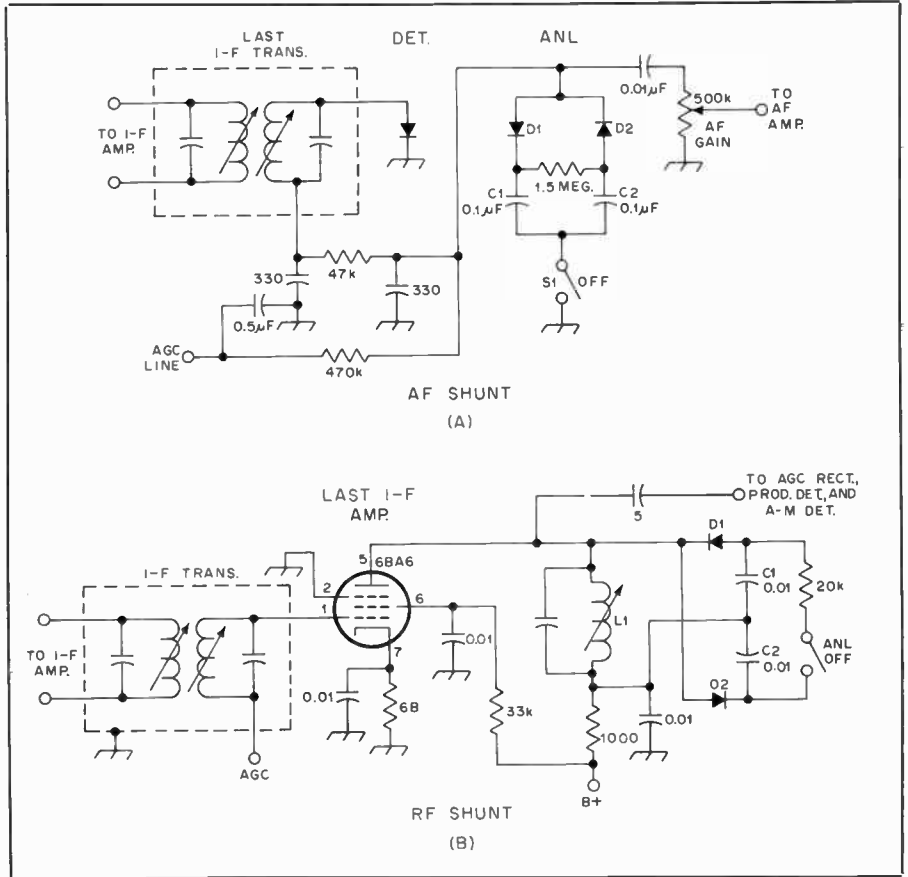 LAST
I-F TRANS.
DET.
ANL
TO I-F
AMP.
0.01µF
500k
AF
GAIN
TO
AF
AMP.
D1
D2
1.5 MEG.
C1
0.1µF
C2
0.1µF
S1
OFF
330
47k
330
0.5µF
AGC
LINE
470k
AF SHUNT
(A)
LAST I-F
AMP.
TO AGC RECT.,
PROD. DET., AND
A-M DET.
5
I-F TRANS.
5
6BA6
2
1
6
7
TO I-F
AMP.
0.01
0.01
68
33k
AGC
L1
0.01
1000
B+
D1
C1
0.01
20k
C2
0.01
D2
ANL
OFF
RF SHUNT
(B)